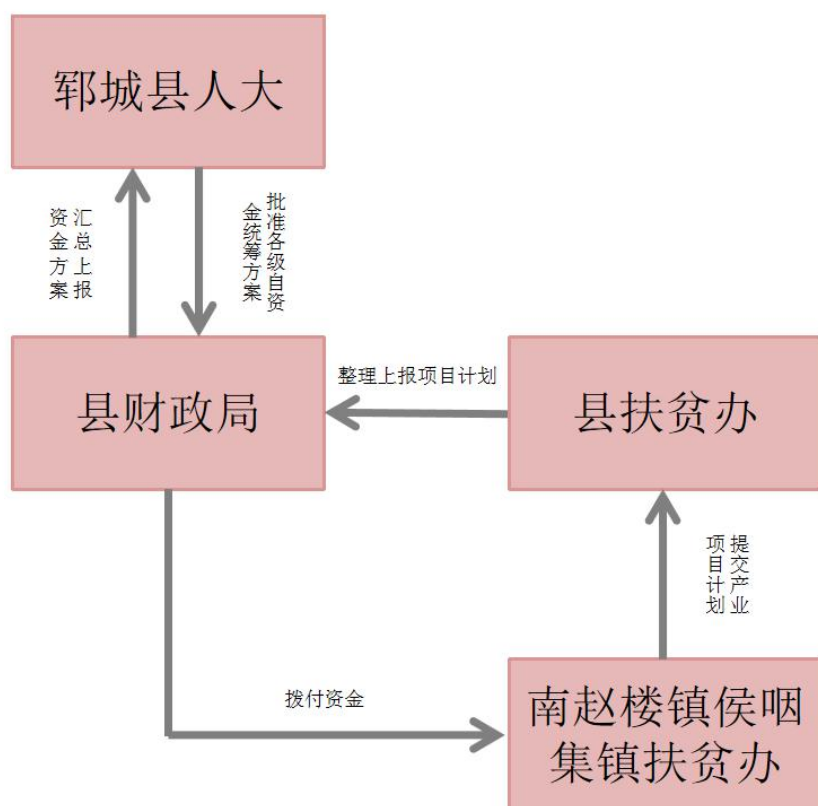 郓城县人大
汇总上报
资金方案
批准各级自资
金统筹方案
县财政局
整理上报项目计划
县扶贫办
提交产业
项目计划
拨付资金
南赵楼镇侯咽
集镇扶贫办